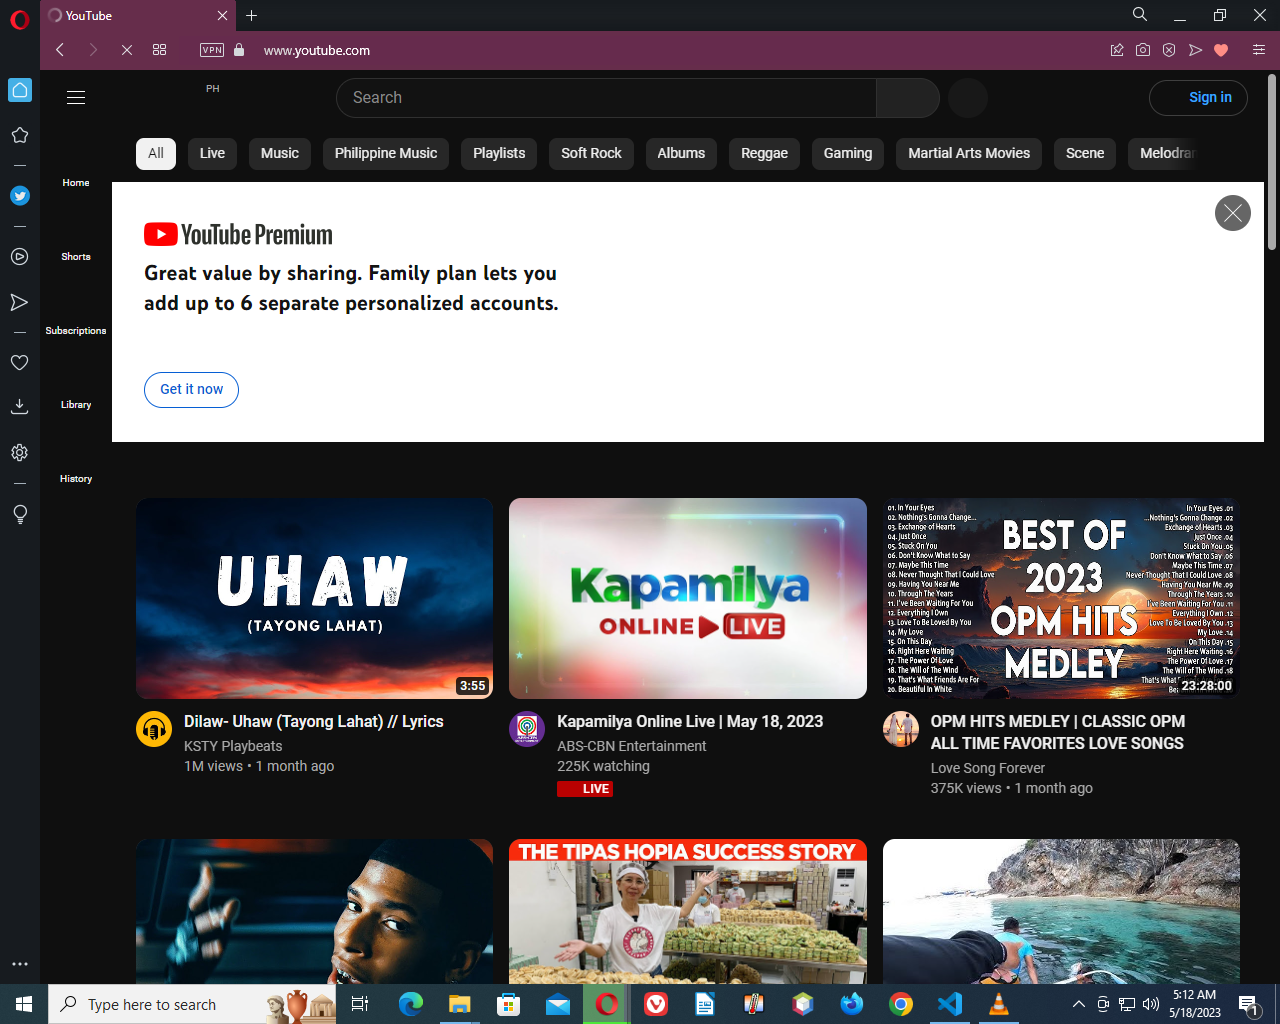 YouTube
VPN
www.youtube.com
PH
Search
Sign in
All
Live
Music
Philippine Music
Playlists
Soft Rock
Albums
Reggae
Gaming
Martial Arts Movies
Scene
Home
Shorts
Subscriptions
Library
History
YouTube Premium
Great value by sharing. Family plan lets you
add up to 6 separate personalized accounts.
Get it now
UHAW
(TAYONG LAHAT)
3:55
Dilaw- Uhaw (Tayong Lahat) // Lyrics
KSTY Playbeats
1M views • 1 month ago
Kapamilya
ONLINE LIVE
Kapamilya Online Live | May 18, 2023
ABS-CBN Entertainment
225K watching
LIVE
01. In Your Eyes
02. Nothing's Gonna Change...
03. Exchange of Hearts
04. Just Once
05. Stuck On You
06. Don't Know What to Say
07. Maybe This Time
08. Never Thought That I Could Love
09. Having You Near Me
10. Through The Years
11. I've Been Waiting For You
12. Everything I Own
13. Love To Be Loved By You
14. My Love
15. On This Day
16. Right Here Waiting
17. The Power Of Love
18. The Will of The Wind
19. That's What Friends Are For
20. Beautiful In White
BEST OF
2023
OPM HITS
MEDLEY
In Your Eyes .01
...Nothing's Gonna Change .02
Exchange of Hearts .03
Just Once .04
Stuck On You .05
Don't Know What to Say .06
Maybe This Time .07
Never Thought That I Could Love .08
Having You Near Me .09
Through The Years .10
I've Been Waiting For You .11
Everything I Own .12
Love To Be Loved By You .13
My Love .14
On This Day .15
Right Here Waiting .16
The Power Of Love .17
The Will of The Wind .18
That's What
23:28:00
OPM HITS MEDLEY | CLASSIC OPM
ALL TIME FAVORITES LOVE SONGS
Love Song Forever
375K views • 1 month ago
THE TIPAS HOPIA SUCCESS STORY
Type here to search
5:12 AM
5/18/2023
1